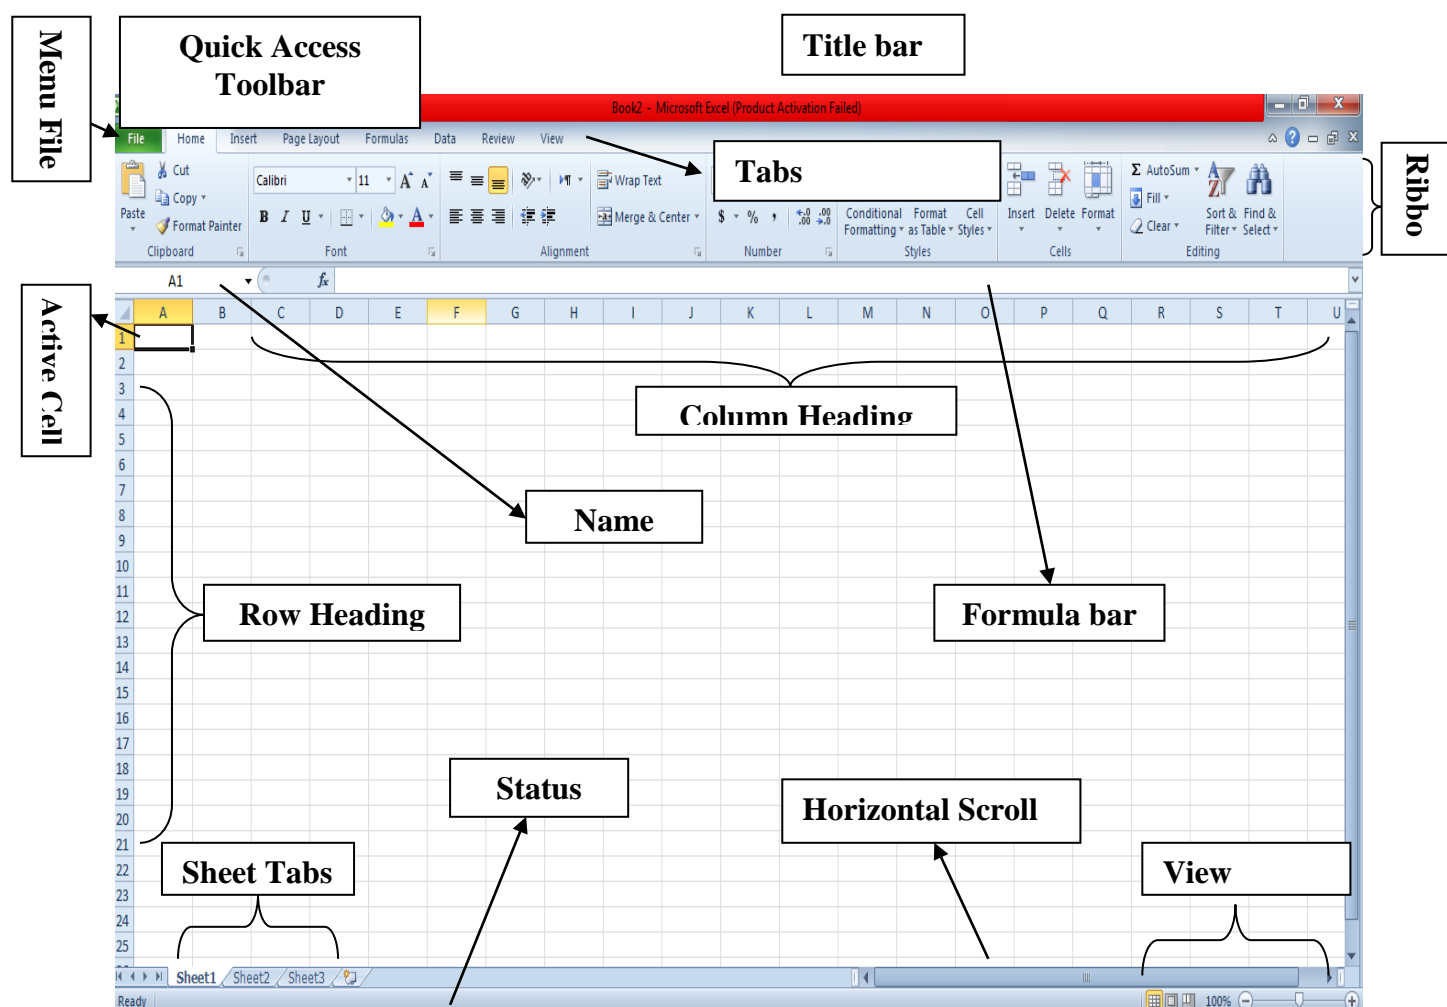 Menu File
Quick Access
Toolbar
Title bar
Book2 - Microsoft Excel (Product Activation Failed)
File Home Insert Page Layout Formulas Data Review View
Tabs
Ribbo
Paste
Cut
Copy
Format Painter
Clipboard
Calibri 11 A A
B I U A
Font
Wrap Text
Merge & Center
Alignment
$ % ,
.0 .00
.00 .0
Number
Conditional
Formatting
Format
as Table
Cell
Styles
Styles
Insert Delete Format
Cells
Σ AutoSum
Fill
Clear
Sort &
Filter
Find &
Select
Editing
A1 fx
Active Cell
A B C D E F G H I J K L M N O P Q R S T U
1
2
3
4
5
6
7
8
9
10
11
12
13
14
15
16
17
18
19
20
21
22
23
24
25
Column Heading
Name
Row Heading
Formula bar
Status
Horizontal Scroll
Sheet Tabs
View
Sheet1 Sheet2 Sheet3
Ready
100%